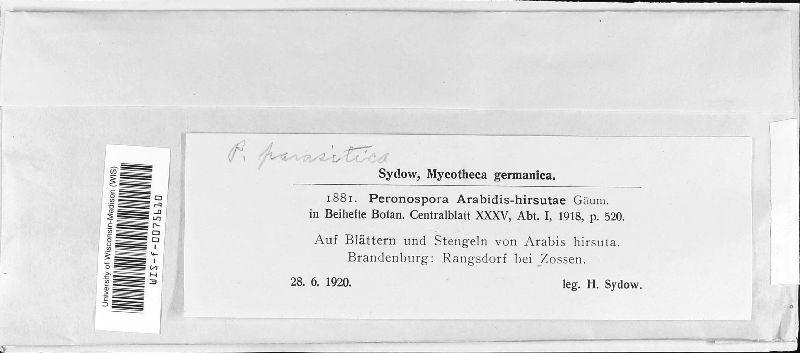 P. parasitica
Sydow, Mycotheca germanica.
1881. Peronospora Arabidis-hirsutae Gäum.
in Beihefte Botan. Centralblatt XXXV, Abt. I, 1918, p. 520.
Auf Blättern und Stengeln von Arabis hirsuta.
Brandenburg: Rangsdorf bei Zossen.
28. 6. 1920. leg. H. Sydow.
University of Wisconsin-Madison (WIS)
WIS-f-0075610